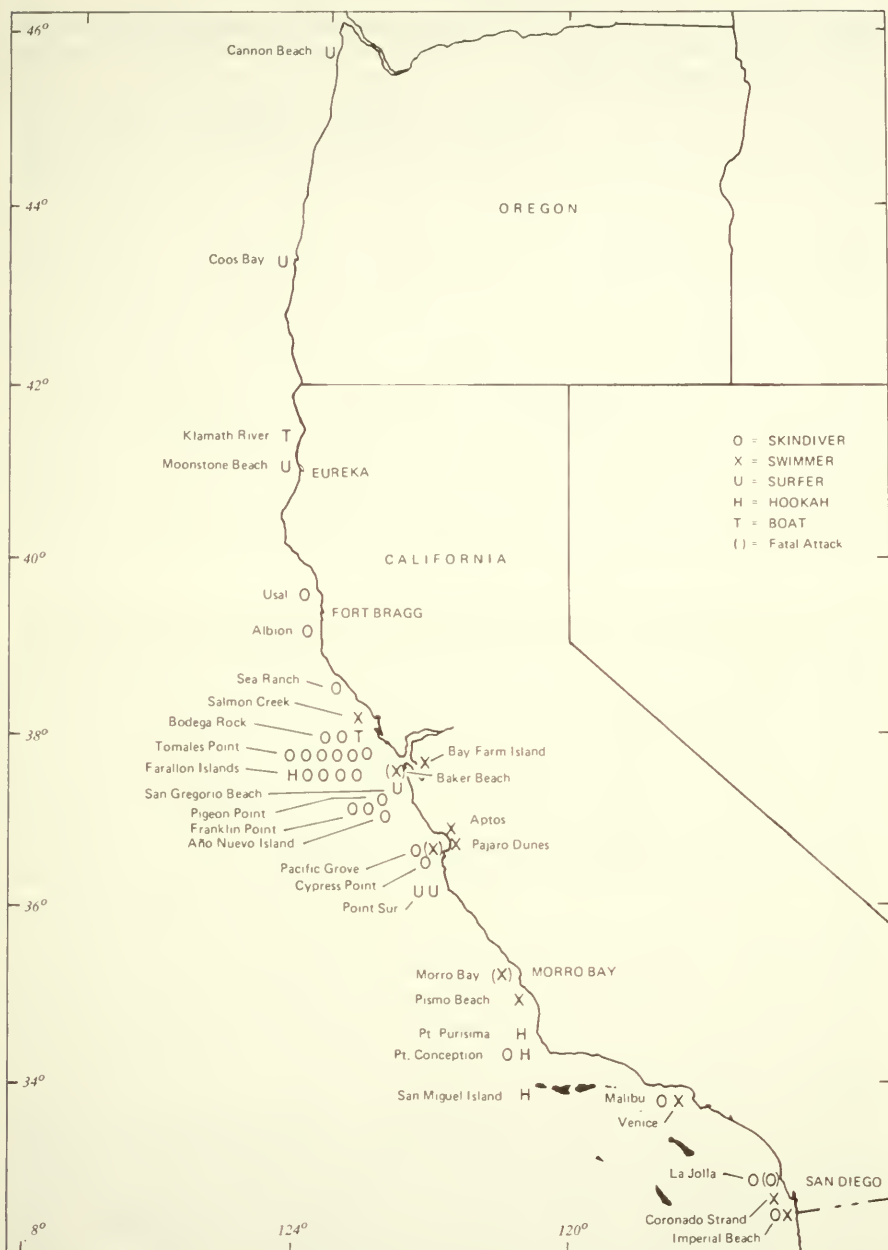 46°
Cannon Beach U
44°
OREGON
Coos Bay U
42°
Klamath River T
Moonstone Beach U
EUREKA
O = SKINDIVER
X = SWIMMER
U = SURFER
H = HOOKAH
T = BOAT
( ) = Fatal Attack
40°
CALIFORNIA
Usal O
FORT BRAGG
Albion O
Sea Ranch O
Salmon Creek X
38°
Bodega Rock O O T
Tomales Point O O O O O O
Bay Farm Island X
Farallon Islands H O O O O
(X) Baker Beach
San Gregorio Beach U
Pigeon Point O
Franklin Point O O
Año Nuevo Island O
X Aptos
X Pajaro Dunes
Pacific Grove O (X)
Cypress Point O
36°
Point Sur U U
Morro Bay (X)
MORRO BAY
Pismo Beach X
Pt Purisima H
Pt. Conception O H
34°
San Miguel Island H
Malibu O X
Venice
La Jolla O (O)
SAN DIEGO
Coronado Strand X
Imperial Beach O X
8°
124°
120°